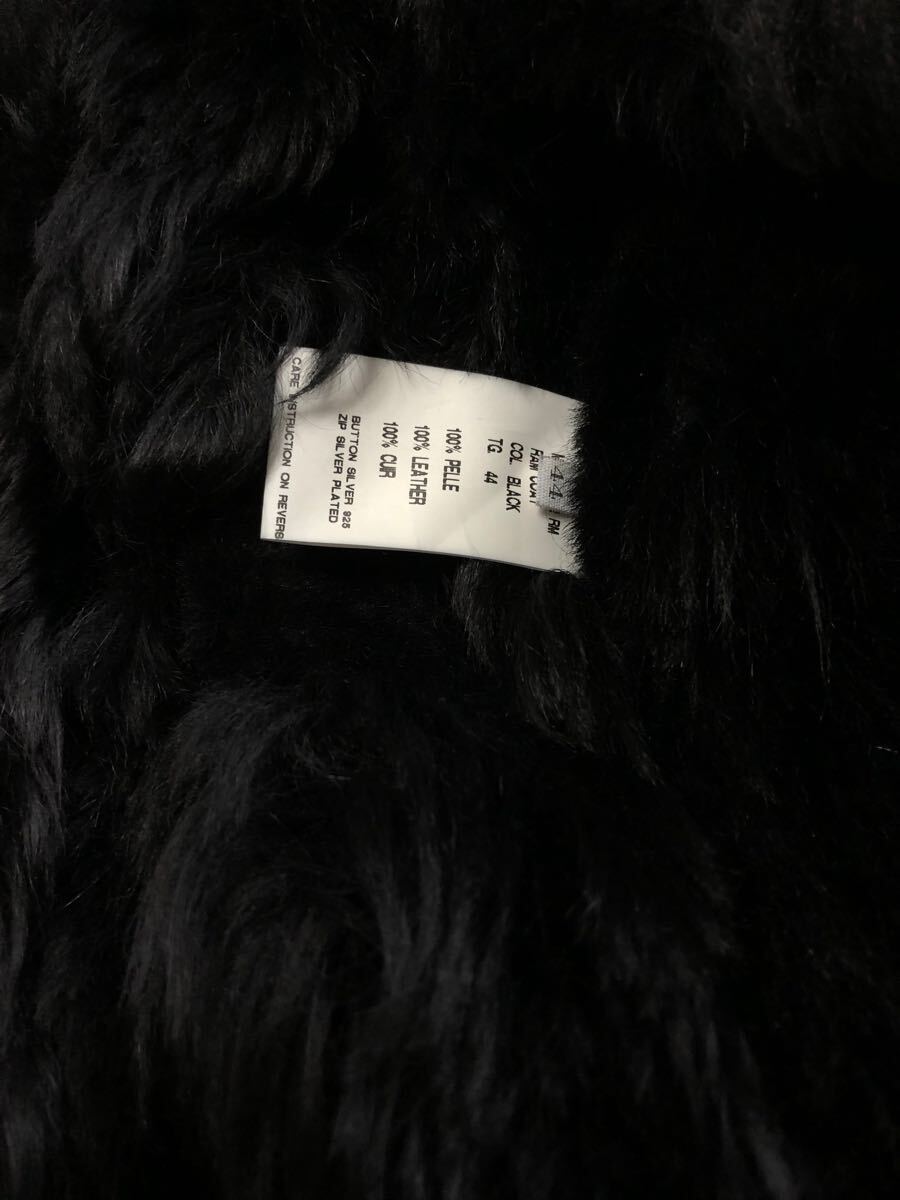 COL. BLACK
TG. 44
100% PELLE
100% LEATHER
100% CUIR
BUTTON SILVER 925
ZIP SILVER PLATED
CARE INSTRUCTION ON REVERS